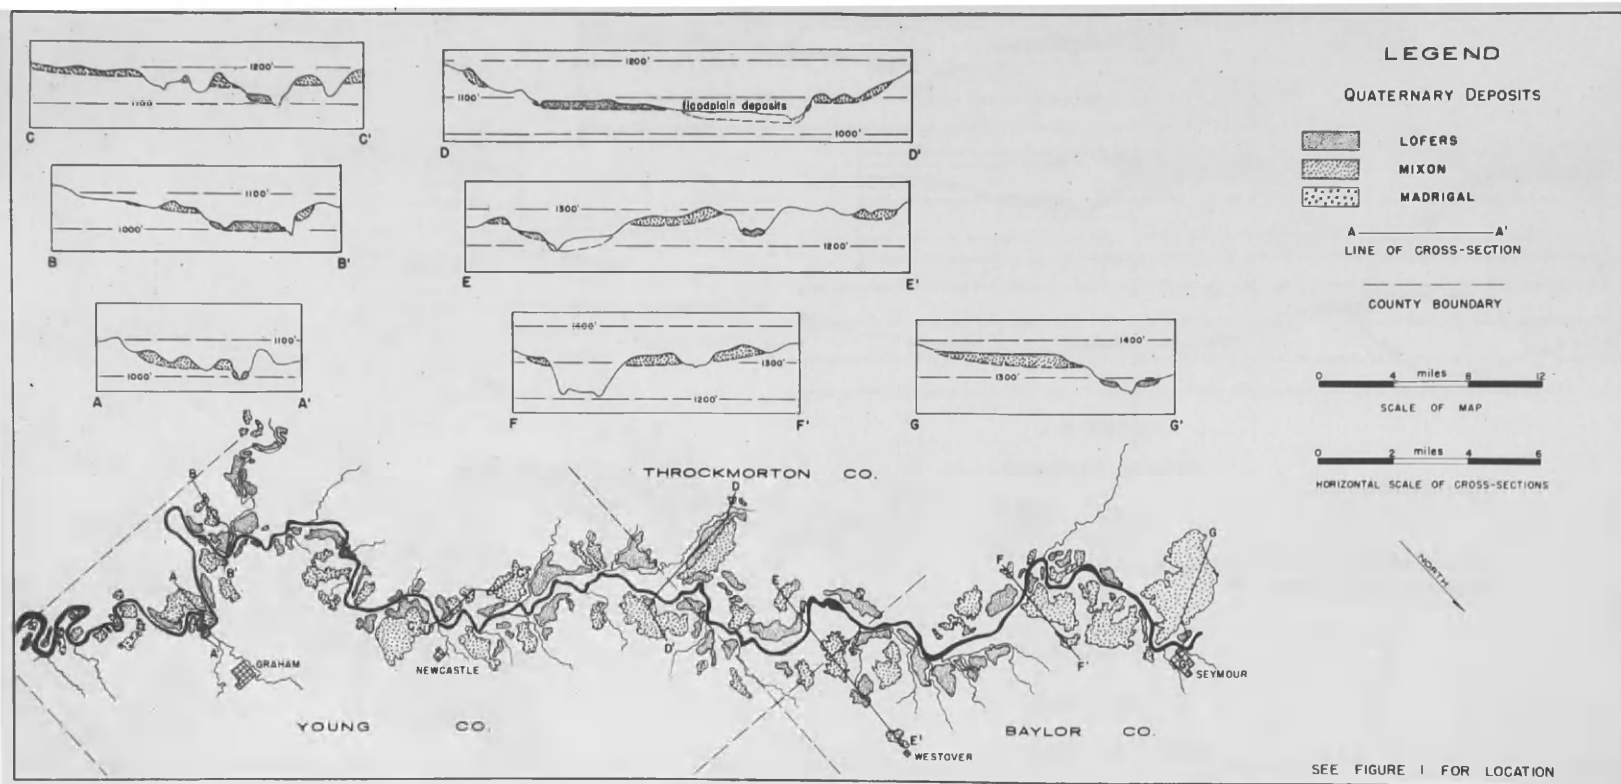 1200'
1100
C
C'
1200'
1100'
floodplain deposits
1000'
D
D'
1100'
1000'
B
B'
1300'
1200'
E
E'
1100'
1000'
A
A'
1400'
1300'
1200'
F
F'
1400'
1300'
G
G'
LEGEND
QUATERNARY DEPOSITS
LOFERS
MIXON
MADRIGAL
A A'
LINE OF CROSS-SECTION
COUNTY BOUNDARY
0 4 miles 8 12
SCALE OF MAP
0 2 miles 4 6
HORIZONTAL SCALE OF CROSS-SECTIONS
NORTH
THROCKMORTON CO.
B
B'
A
A'
GRAHAM
C
C'
NEWCASTLE
D
D'
E
E'
WESTOVER
F
F'
G
SEYMOUR
YOUNG CO.
BAYLOR CO.
SEE FIGURE 1 FOR LOCATION